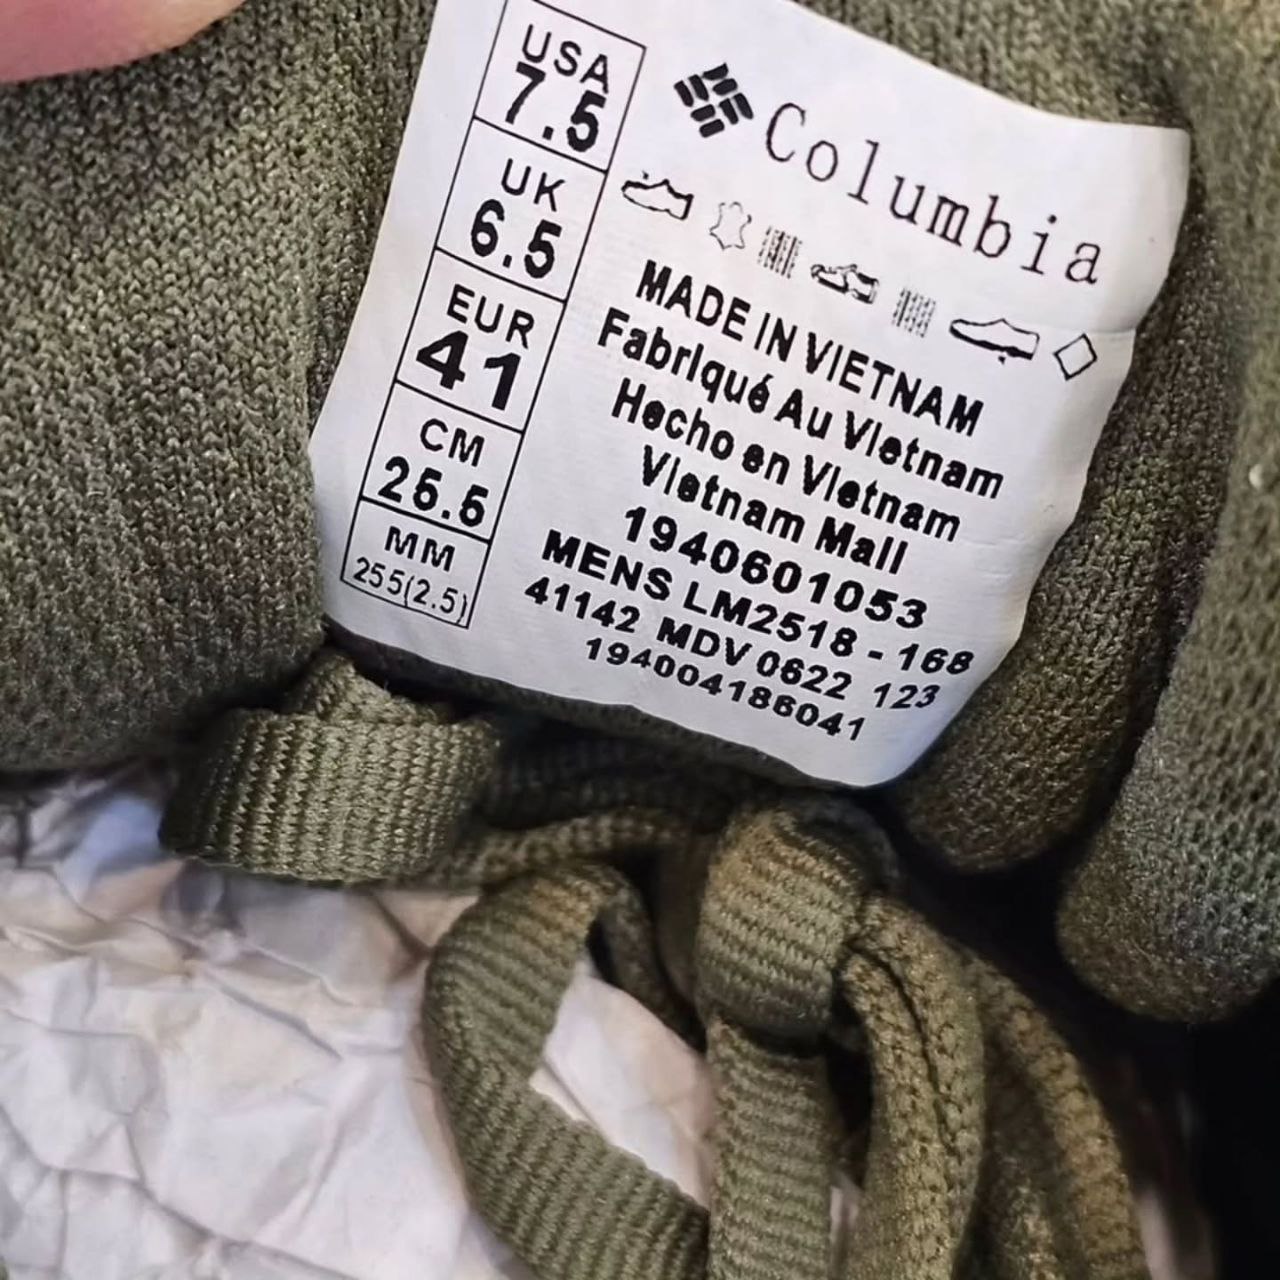 USA
7.5
UK
6.5
EUR
41
CM
25.5
MM
255(2.5)
Columbia
MADE IN VIETNAM
Fabriqué Au Vietnam
Hecho en Vietnam
Vietnam Mall
1940601053
MENS LM2518 - 168
41142 MDV 0622 123
194004186041